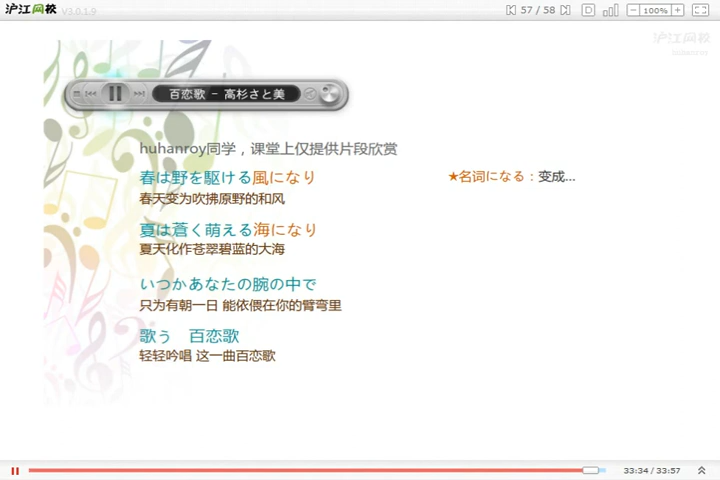 沪江网校 V3.0.1.9
57 / 58
D
100%
沪江网校
huhanroy
百恋歌 - 高杉さと美
huhanroy同学，课堂上仅提供片段欣赏
春は野を駆ける風になり
★名词になる：变成...
春天变为吹拂原野的和风
夏は蒼く萌える海になり
夏天化作苍翠碧蓝的大海
いつかあなたの腕の中で
只为有朝一日 能依偎在你的臂弯里
歌う 百恋歌
轻轻吟唱 这一曲百恋歌
33:34 / 33:57